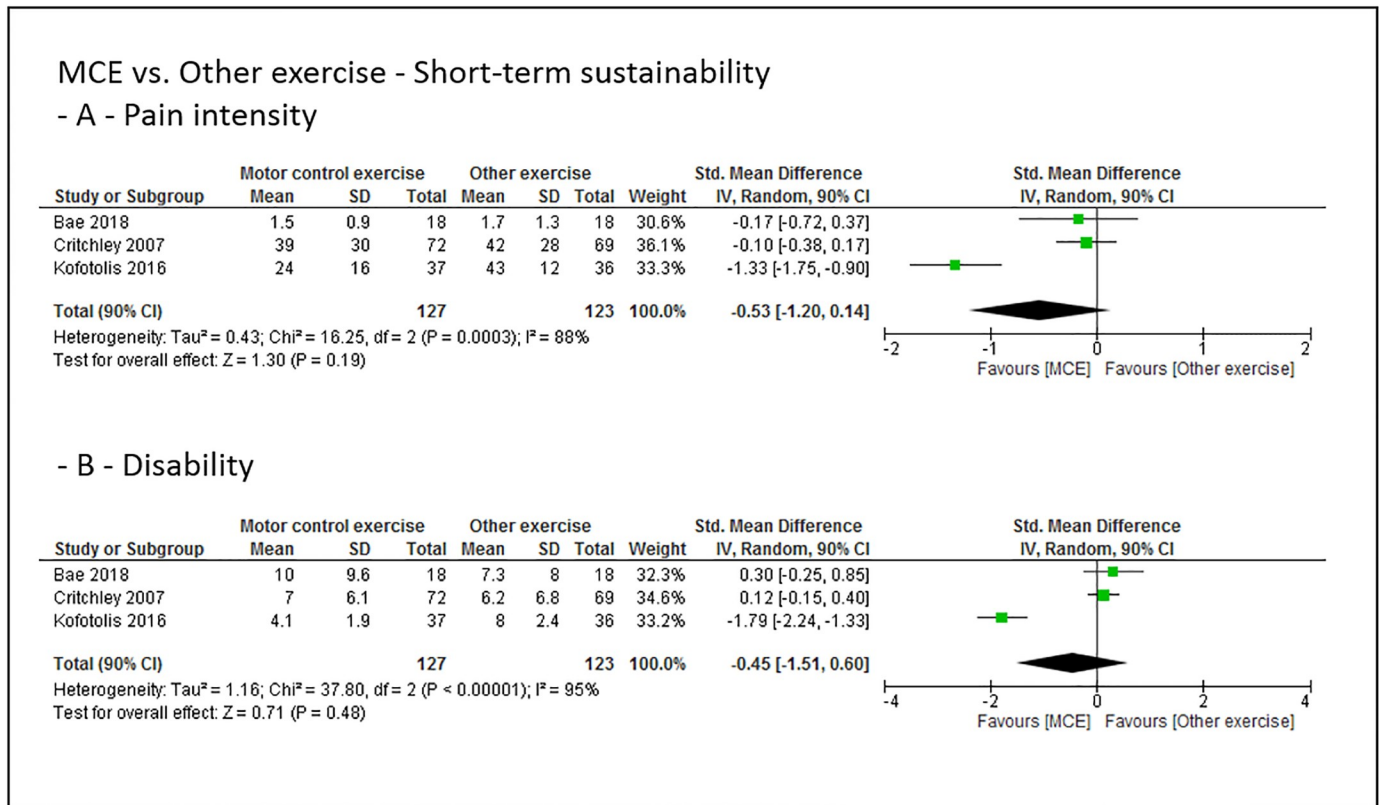 MCE vs. Other exercise - Short-term sustainability
- A - Pain intensity
Motor control exercise Other exercise Std. Mean Difference Std. Mean Difference
Study or Subgroup Mean SD Total Mean SD Total Weight IV, Random, 90% CI IV, Random, 90% CI
Bae 2018 1.5 0.9 18 1.7 1.3 18 30.6% -0.17 [-0.72, 0.37]
Critchley 2007 39 30 72 42 28 69 36.1% -0.10 [-0.38, 0.17]
Kofotolis 2016 24 16 37 43 12 36 33.3% -1.33 [-1.75, -0.90]
Total (90% CI) 127 123 100.0% -0.53 [-1.20, 0.14]
Heterogeneity: Tau² = 0.43; Chi² = 16.25, df = 2 (P = 0.0003); I² = 88%
Test for overall effect: Z = 1.30 (P = 0.19)
-2 -1 0 1 2
Favours [MCE] Favours [Other exercise]
- B - Disability
Motor control exercise Other exercise Std. Mean Difference Std. Mean Difference
Study or Subgroup Mean SD Total Mean SD Total Weight IV, Random, 90% CI IV, Random, 90% CI
Bae 2018 10 9.6 18 7.3 8 18 32.3% 0.30 [-0.25, 0.85]
Critchley 2007 7 6.1 72 6.2 6.8 69 34.6% 0.12 [-0.15, 0.40]
Kofotolis 2016 4.1 1.9 37 8 2.4 36 33.2% -1.79 [-2.24, -1.33]
Total (90% CI) 127 123 100.0% -0.45 [-1.51, 0.60]
Heterogeneity: Tau² = 1.16; Chi² = 37.80, df = 2 (P < 0.00001); I² = 95%
Test for overall effect: Z = 0.71 (P = 0.48)
-4 -2 0 2 4
Favours [MCE] Favours [Other exercise]